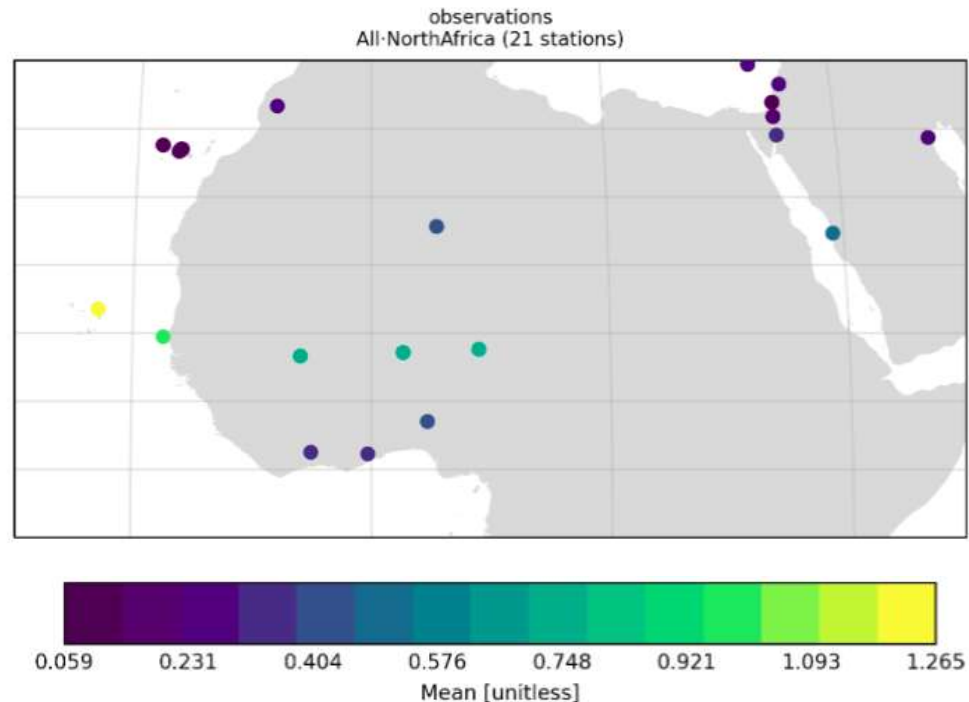 observations
All·NorthAfrica (21 stations)
0.059 0.231 0.404 0.576 0.748 0.921 1.093 1.265
Mean [unitless]